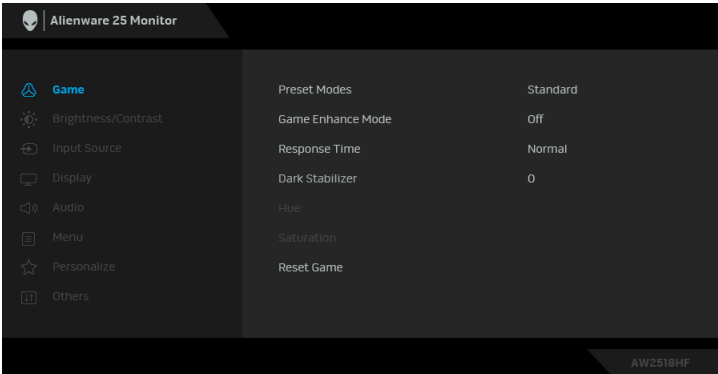 Alienware 25 Monitor
Game
Brightness/Contrast
Input Source
Display
Audio
Menu
Personalize
Others
Preset Modes Standard
Game Enhance Mode Off
Response Time Normal
Dark Stabilizer 0
Hue
Saturation
Reset Game
AW2518HF